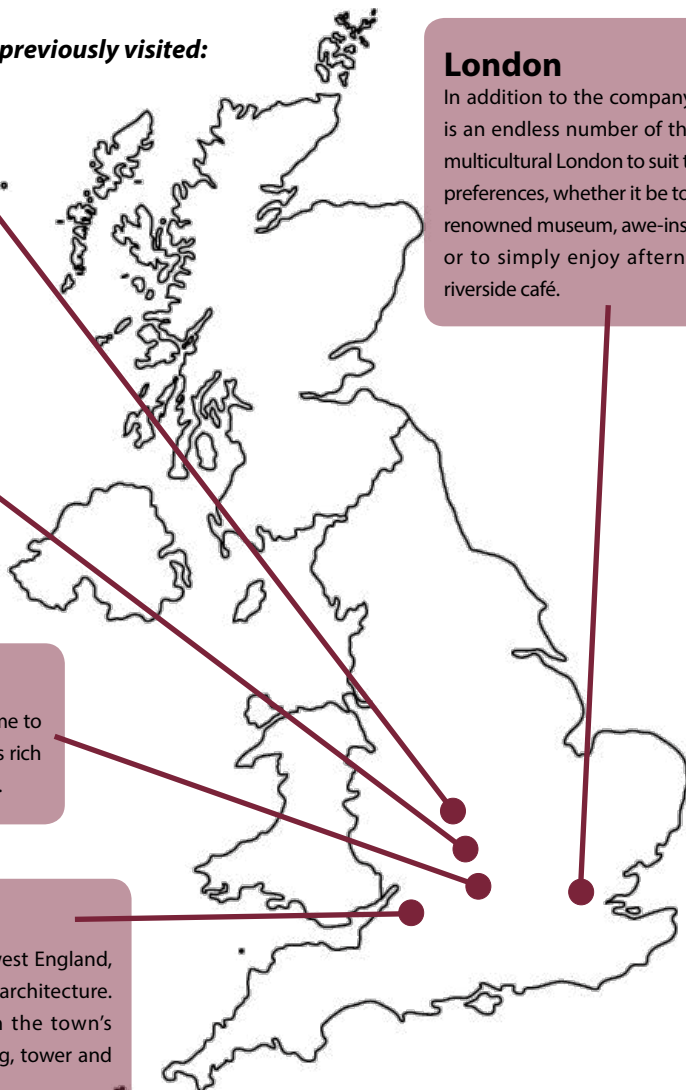 previously visited:
London
In addition to the company
is an endless number of th
multicultural London to suit t
preferences, whether it be to
renowned museum, awe-ins
or to simply enjoy aftern
riverside café.
ne to
s rich
.
west England,
architecture.
n the town's
g, tower and